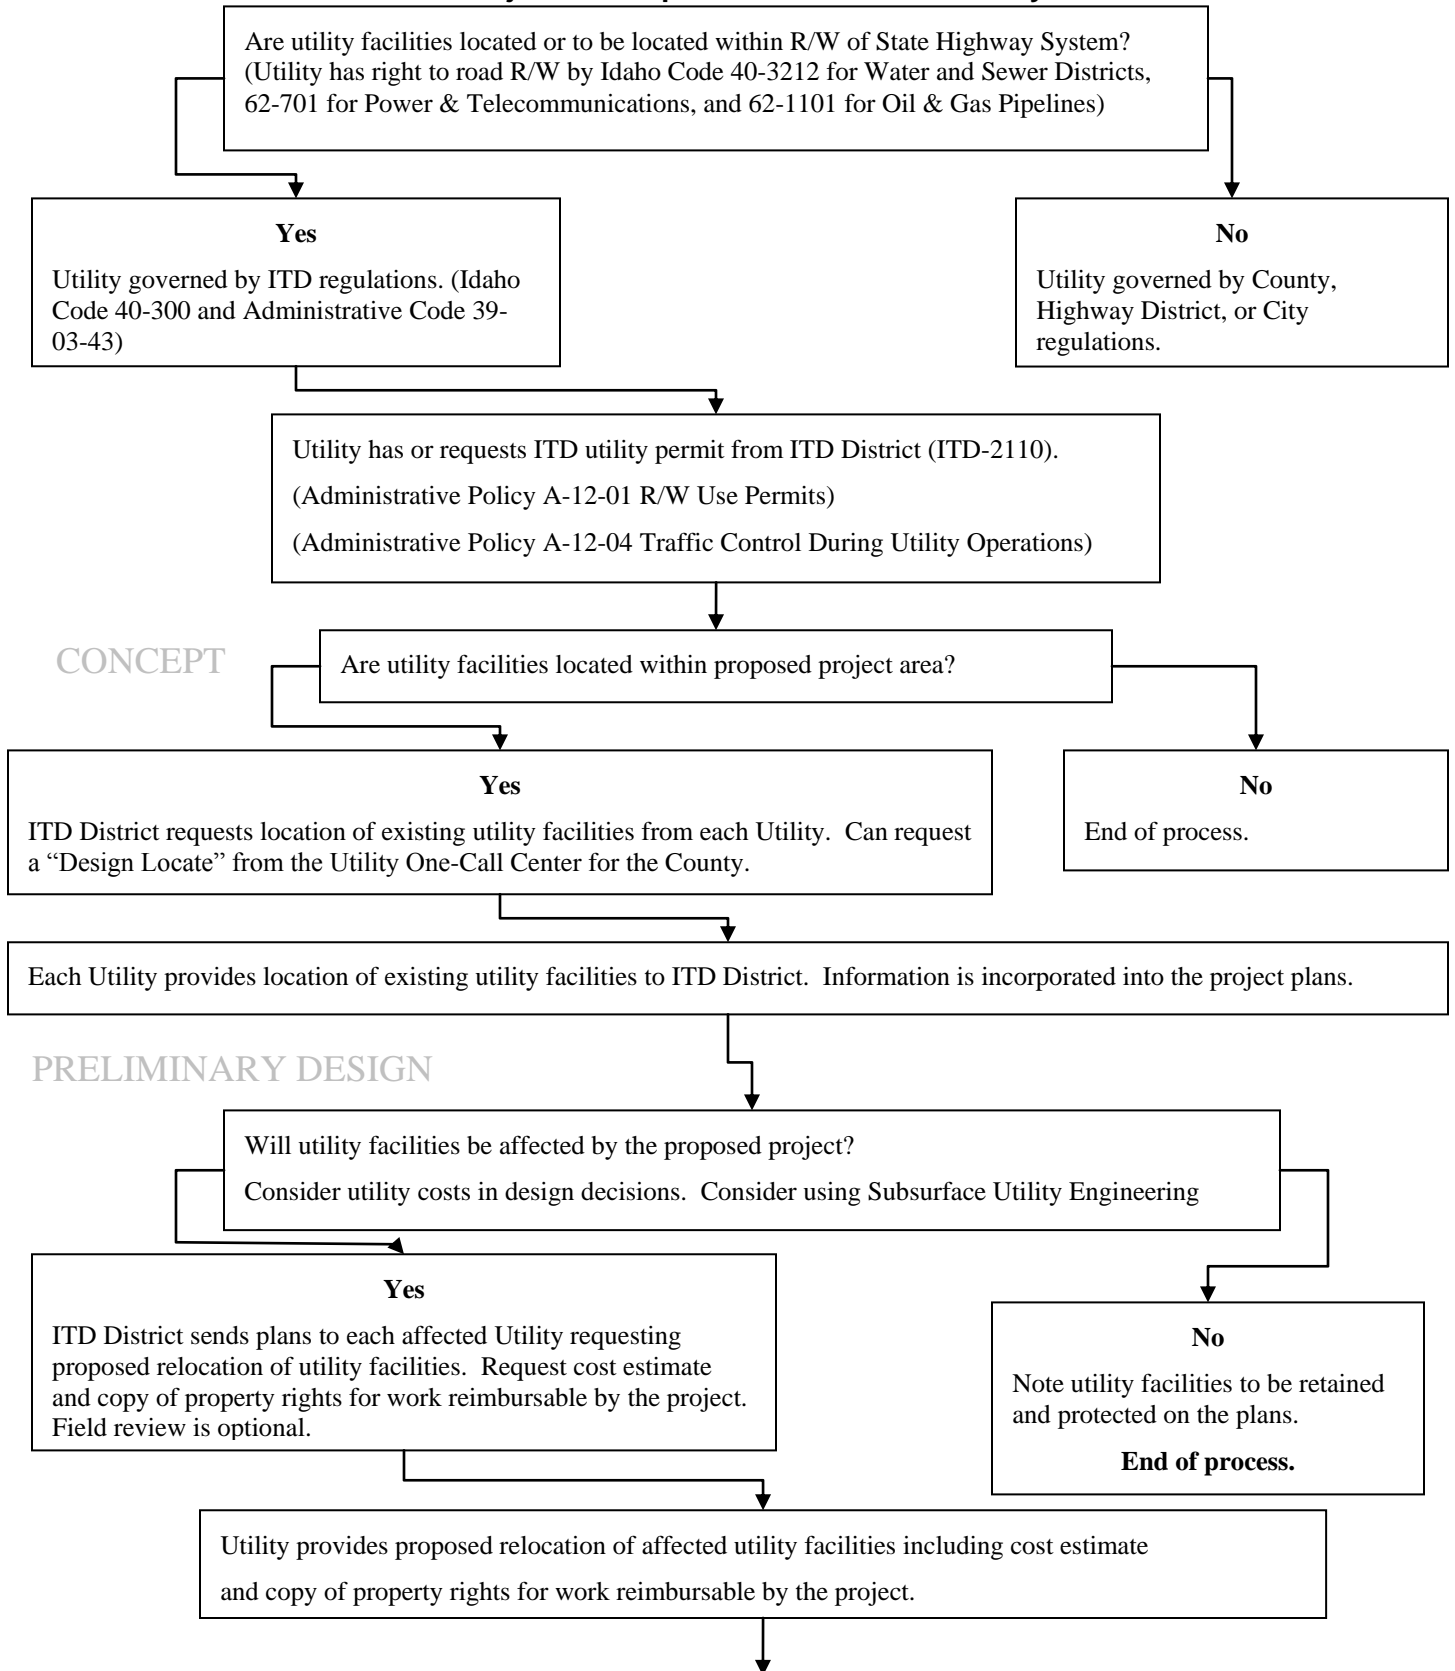 Are utility facilities located or to be located within R/W of State Highway System?
(Utility has right to road R/W by Idaho Code 40-3212 for Water and Sewer Districts,
62-701 for Power & Telecommunications, and 62-1101 for Oil & Gas Pipelines)
Yes
Utility governed by ITD regulations. (Idaho
Code 40-300 and Administrative Code 39-
03-43)
No
Utility governed by County,
Highway District, or City
regulations.
Utility has or requests ITD utility permit from ITD District (ITD-2110).
(Administrative Policy A-12-01 R/W Use Permits)
(Administrative Policy A-12-04 Traffic Control During Utility Operations)
CONCEPT
Are utility facilities located within proposed project area?
Yes
ITD District requests location of existing utility facilities from each Utility.  Can request
a “Design Locate” from the Utility One-Call Center for the County.
No
End of process.
Each Utility provides location of existing utility facilities to ITD District.  Information is incorporated into the project plans.
PRELIMINARY DESIGN
Will utility facilities be affected by the proposed project?
Consider utility costs in design decisions.  Consider using Subsurface Utility Engineering
Yes
ITD District sends plans to each affected Utility requesting
proposed relocation of utility facilities.  Request cost estimate
and copy of property rights for work reimbursable by the project.
Field review is optional.
No
Note utility facilities to be retained
and protected on the plans.
End of process.
Utility provides proposed relocation of affected utility facilities including cost estimate
and copy of property rights for work reimbursable by the project.